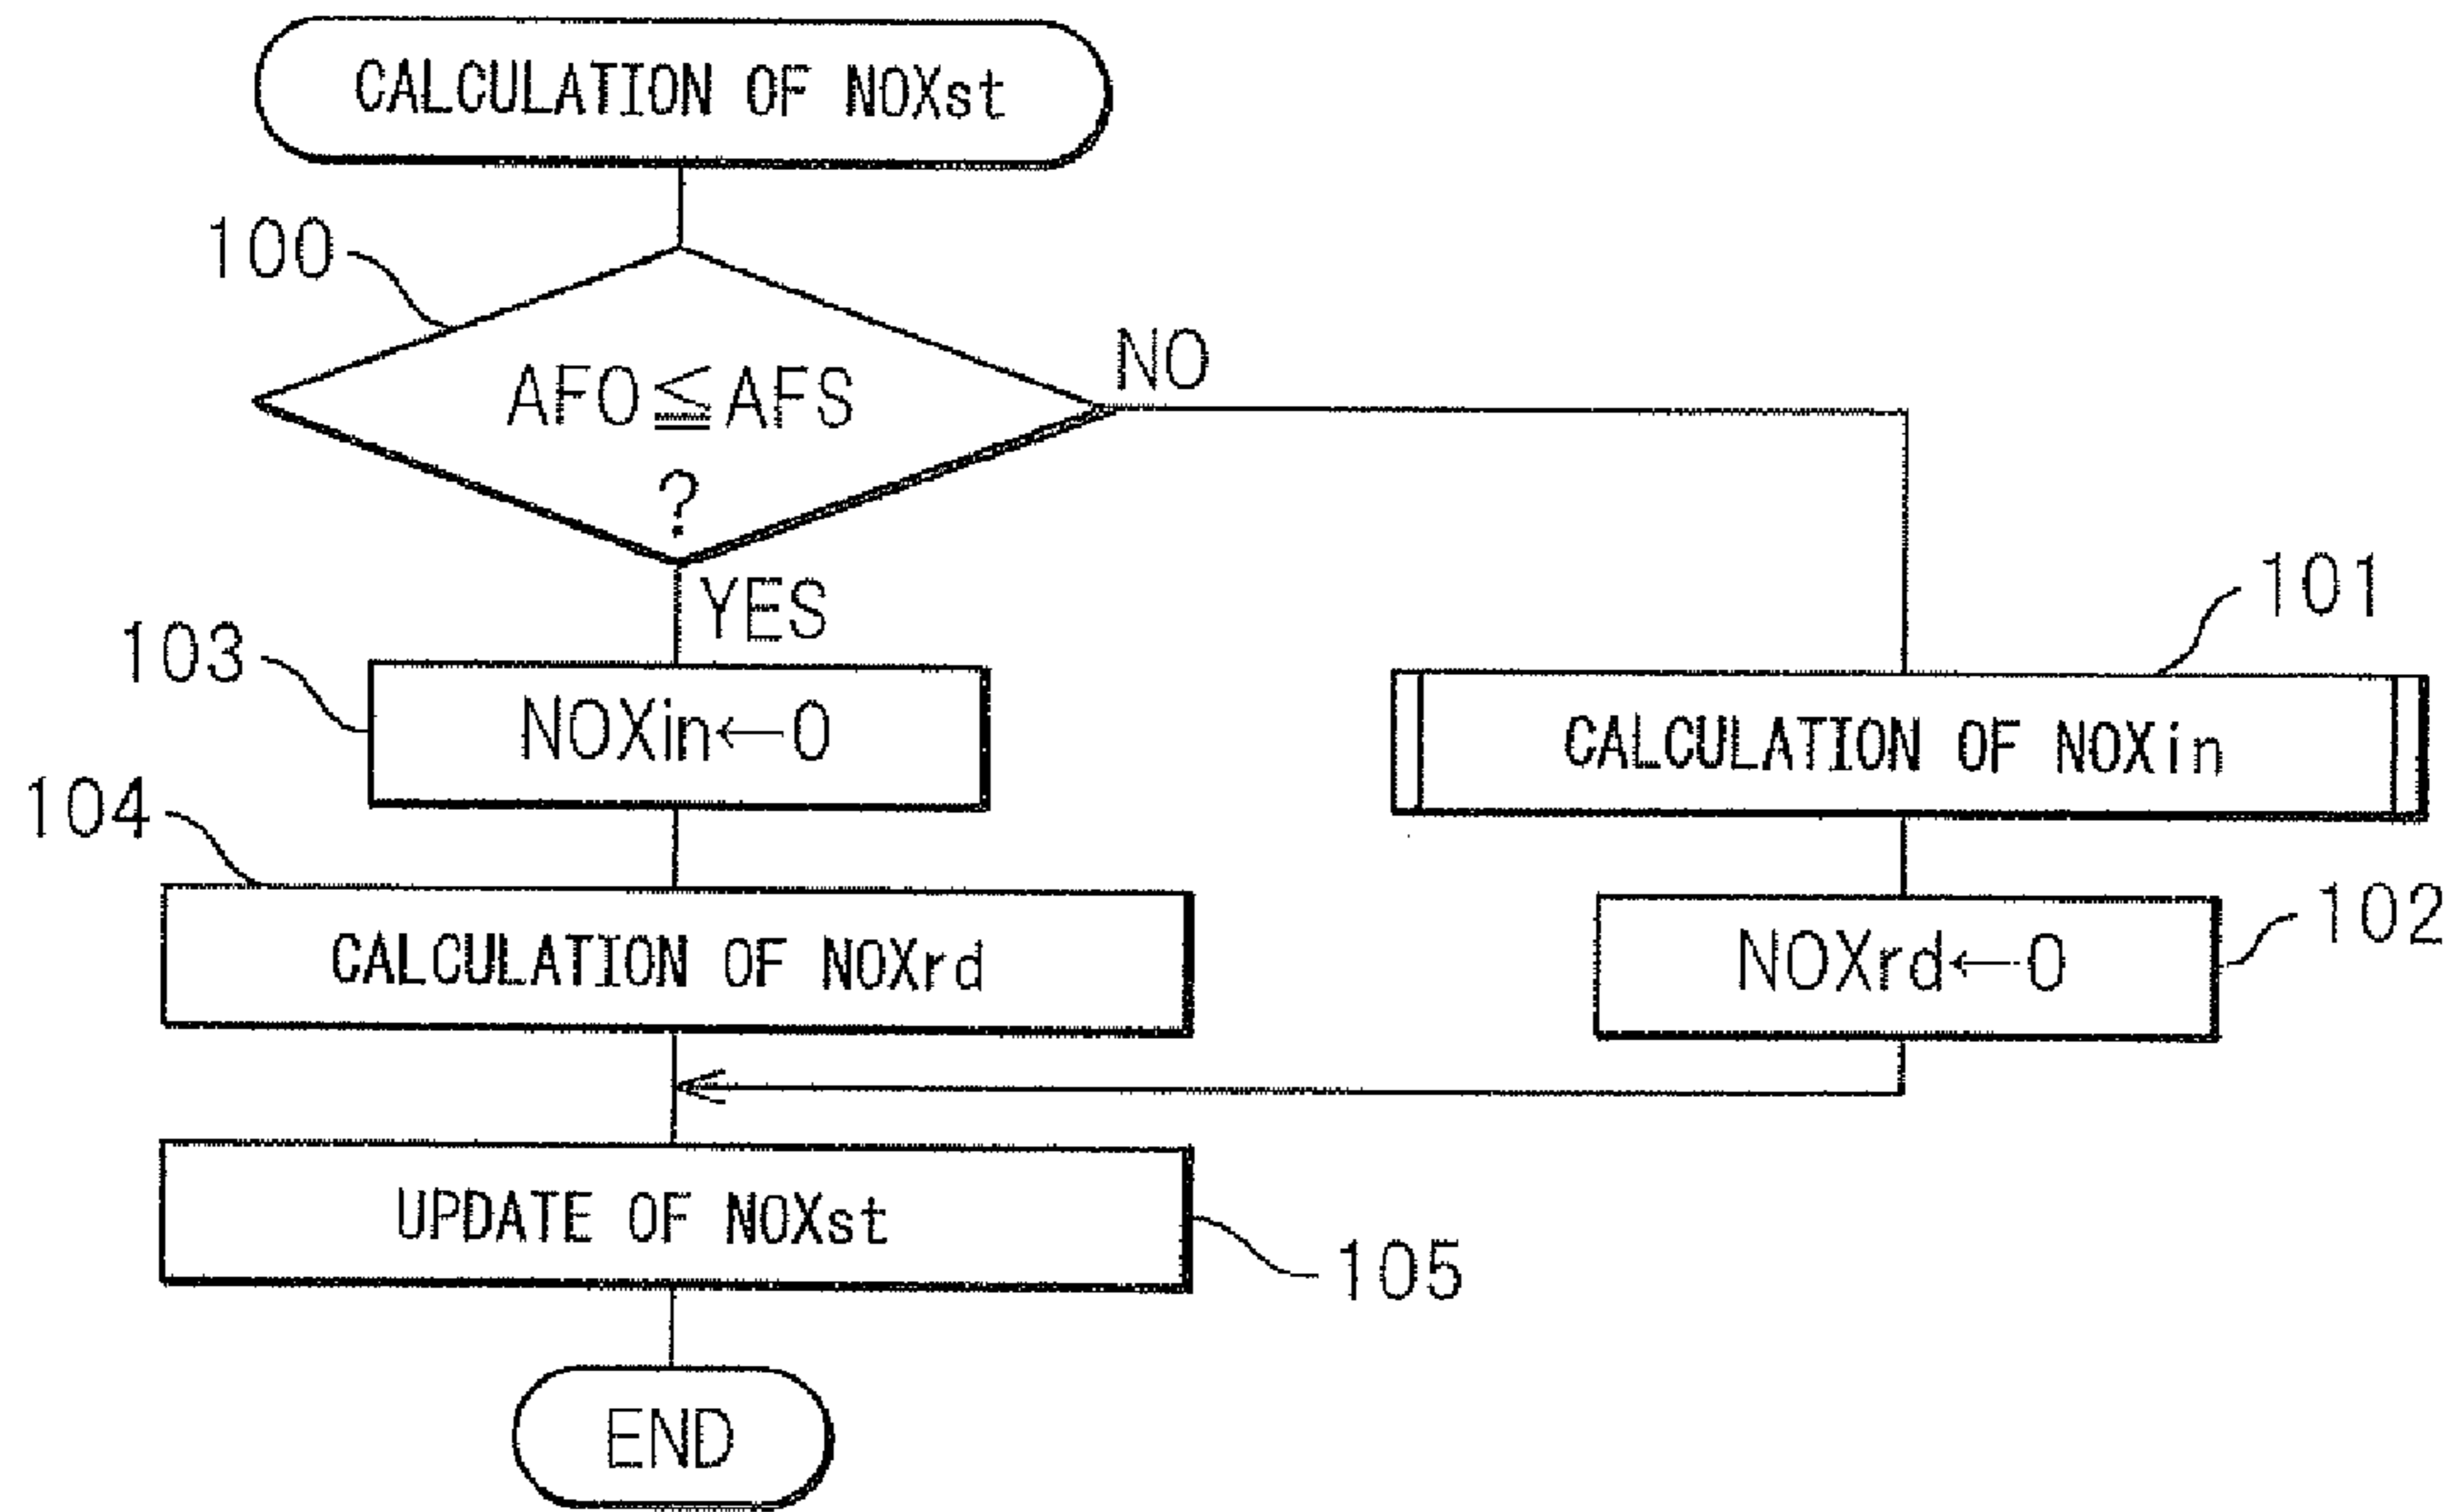 CALCULATION OF NOXst
100
AFO≦AFS
?
NO
YES
101
103
NOXin←0
CALCULATION OF NOXin
104
102
CALCULATION OF NOXrd
NOXrd←0
UPDATE OF NOXst
105
END